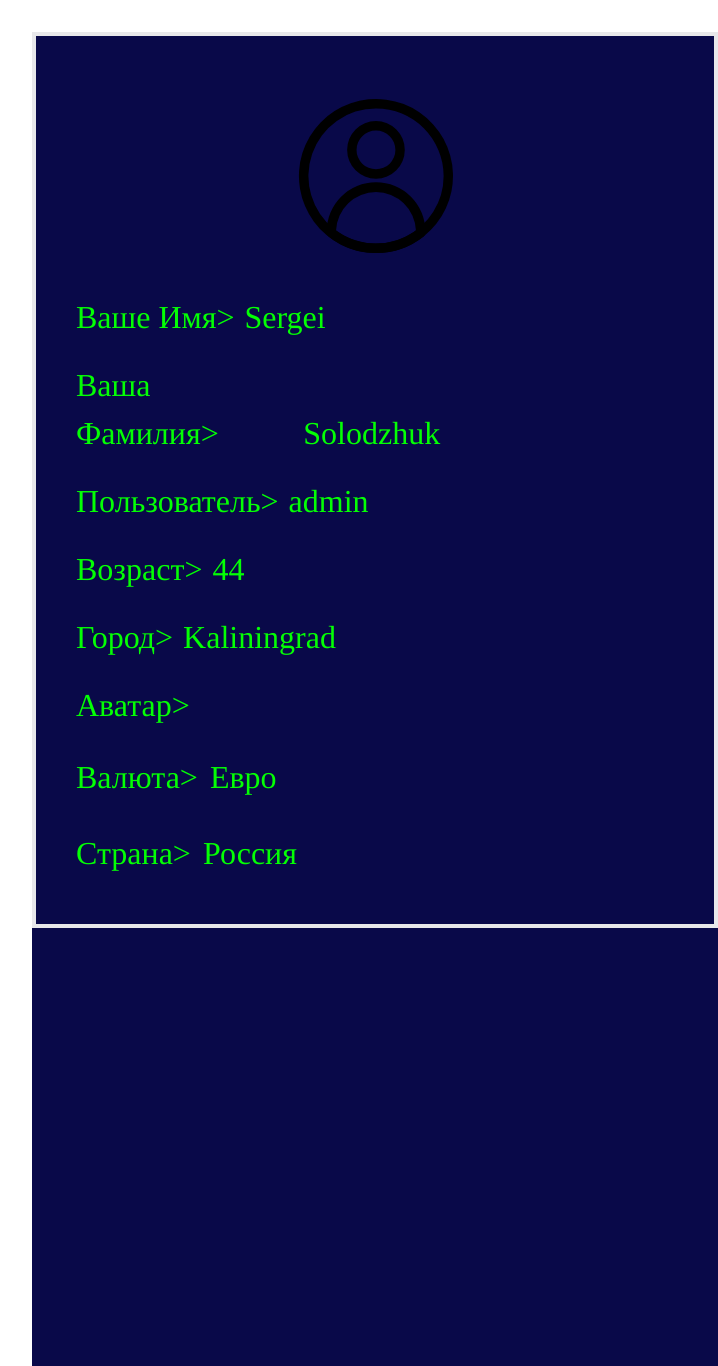 Ваше Имя> Sergei
Ваша
Фамилия> Solodzhuk
Пользователь> admin
Возраст> 44
Город> Kaliningrad
Аватар>
Валюта> Евро
Страна> Россия